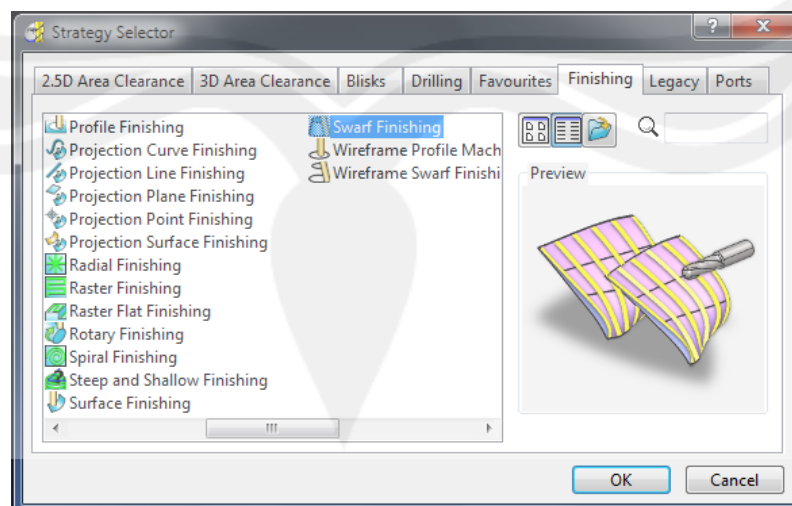 Strategy Selector
?
X
2.5D Area Clearance
3D Area Clearance
Blisks
Drilling
Favourites
Finishing
Legacy
Ports
Profile Finishing
Projection Curve Finishing
Projection Line Finishing
Projection Plane Finishing
Projection Point Finishing
Projection Surface Finishing
Radial Finishing
Raster Finishing
Raster Flat Finishing
Rotary Finishing
Spiral Finishing
Steep and Shallow Finishing
Surface Finishing
Swarf Finishing
Wireframe Profile Mach
Wireframe Swarf Finishi
Preview
OK
Cancel